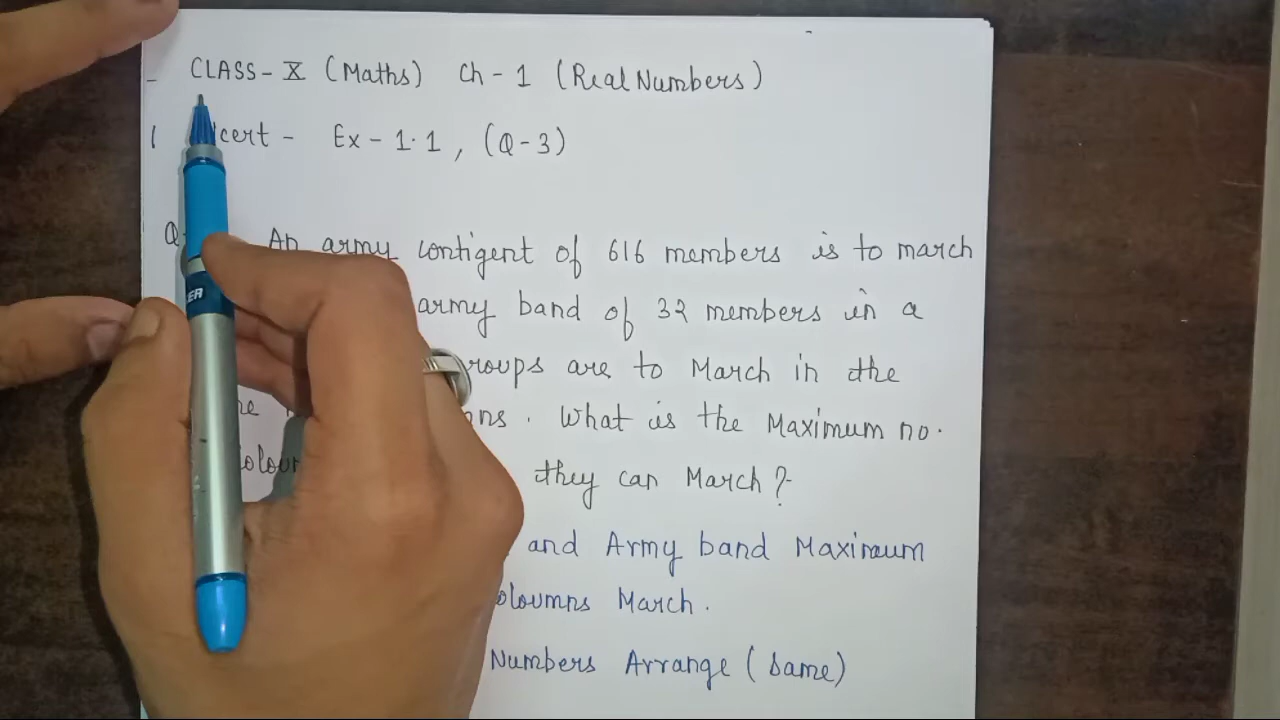 CLASS - X (Maths) Ch - 1 (Real Numbers)
cert - Ex - 1.1, (Q-3)
Q An army contigent of 616 members is to march
army band of 32 members in a
roups are to March in the
What is the Maximum no.
they can March?
and Army band Maximum
oloumns March.
Numbers Arrange (same)